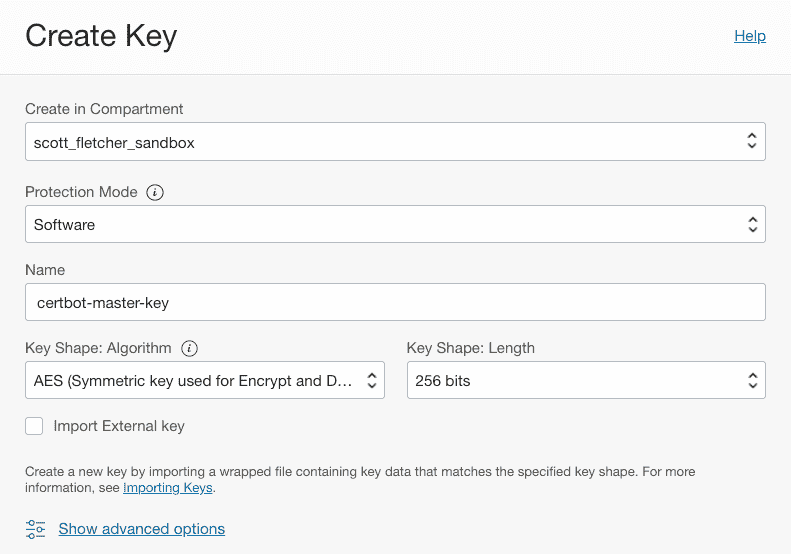 Create Key
Help
Create in Compartment
scott_fletcher_sandbox
Protection Mode
Software
Name
certbot-master-key
Key Shape: Algorithm
Key Shape: Length
AES (Symmetric key used for Encrypt and D...
256 bits
Import External key
Create a new key by importing a wrapped file containing key data that matches the specified key shape. For more
information, see Importing Keys.
Show advanced options